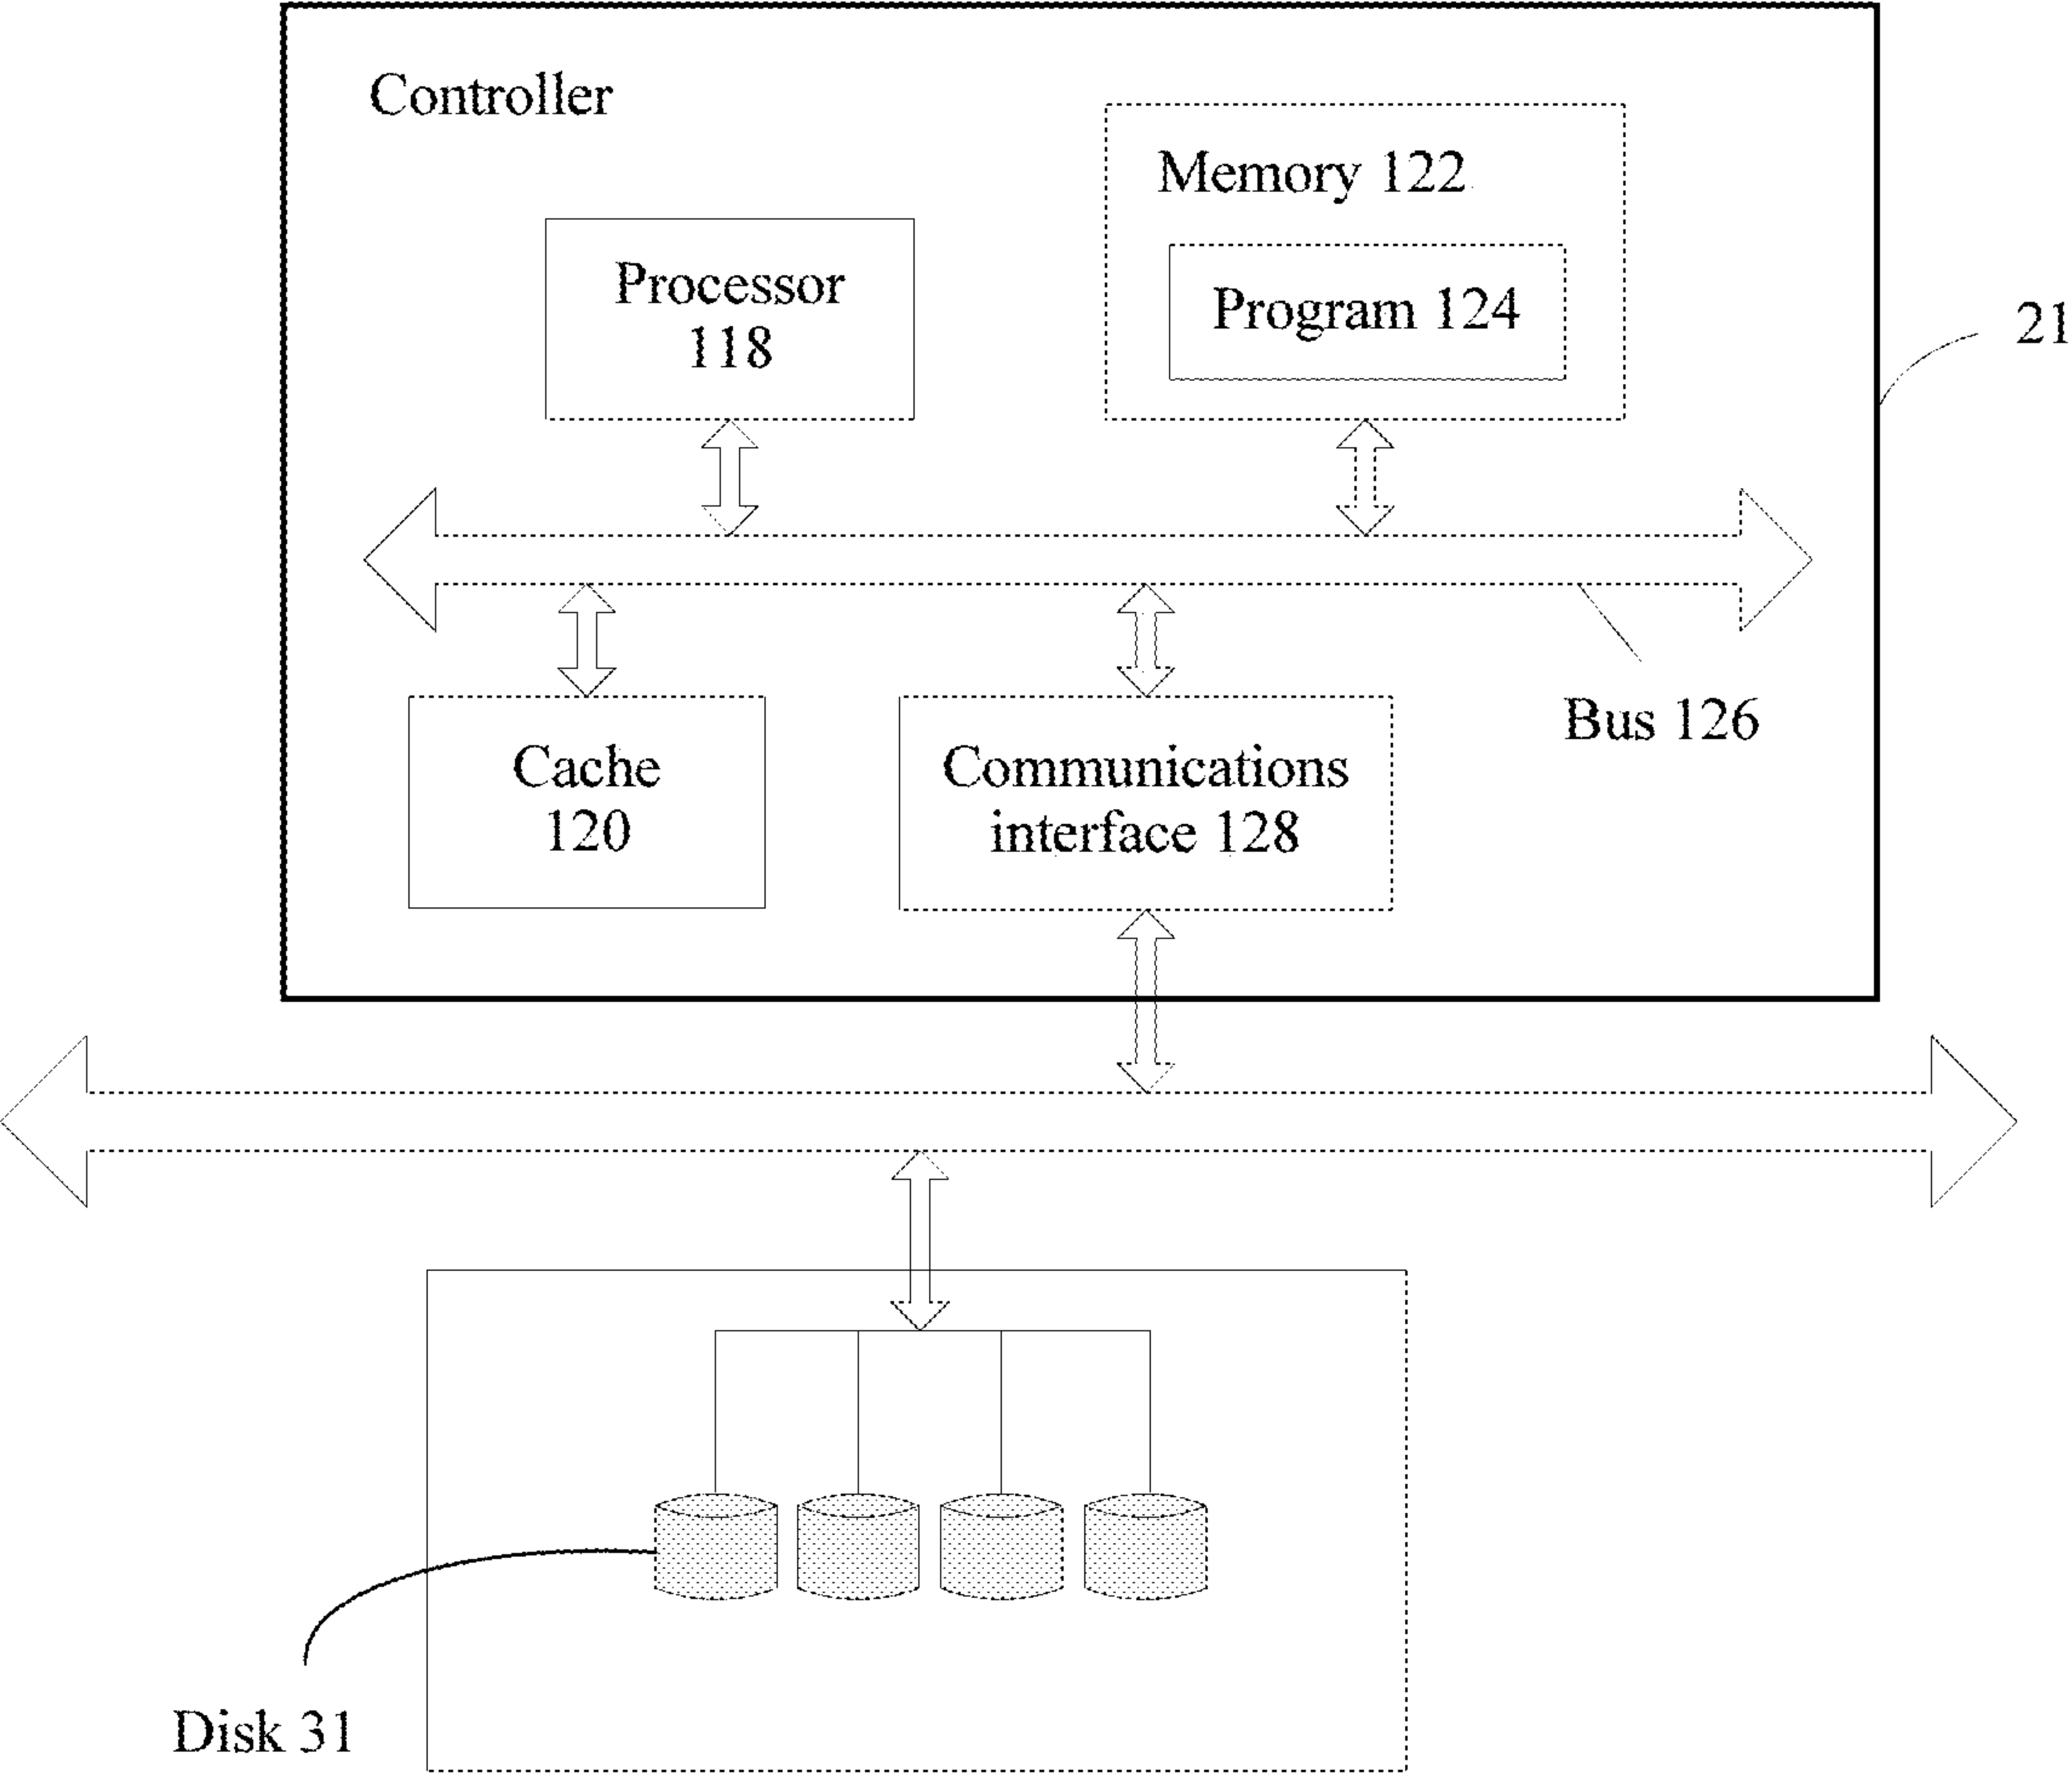 Controller
Memory 122
Processor
118
Program 124
21
Bus 126
Cache
120
Communications
interface 128
Disk 31